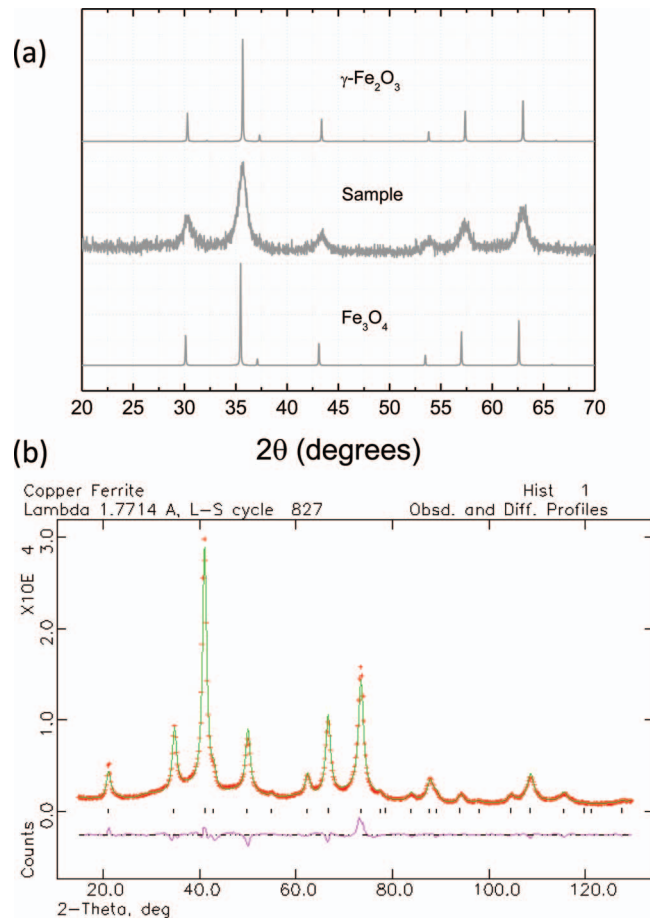 (a)
γ-Fe₂O₃
Sample
Fe₃O₄
20 25 30 35 40 45 50 55 60 65 70
2θ (degrees)
(b)
Copper Ferrite Hist 1
Lambda 1.7714 A, L-S cycle 827 Obsd. and Diff. Profiles
X10E 4
3.0
2.0
1.0
0.0
Counts
20.0 40.0 60.0 80.0 100.0 120.0
2-Theta, deg